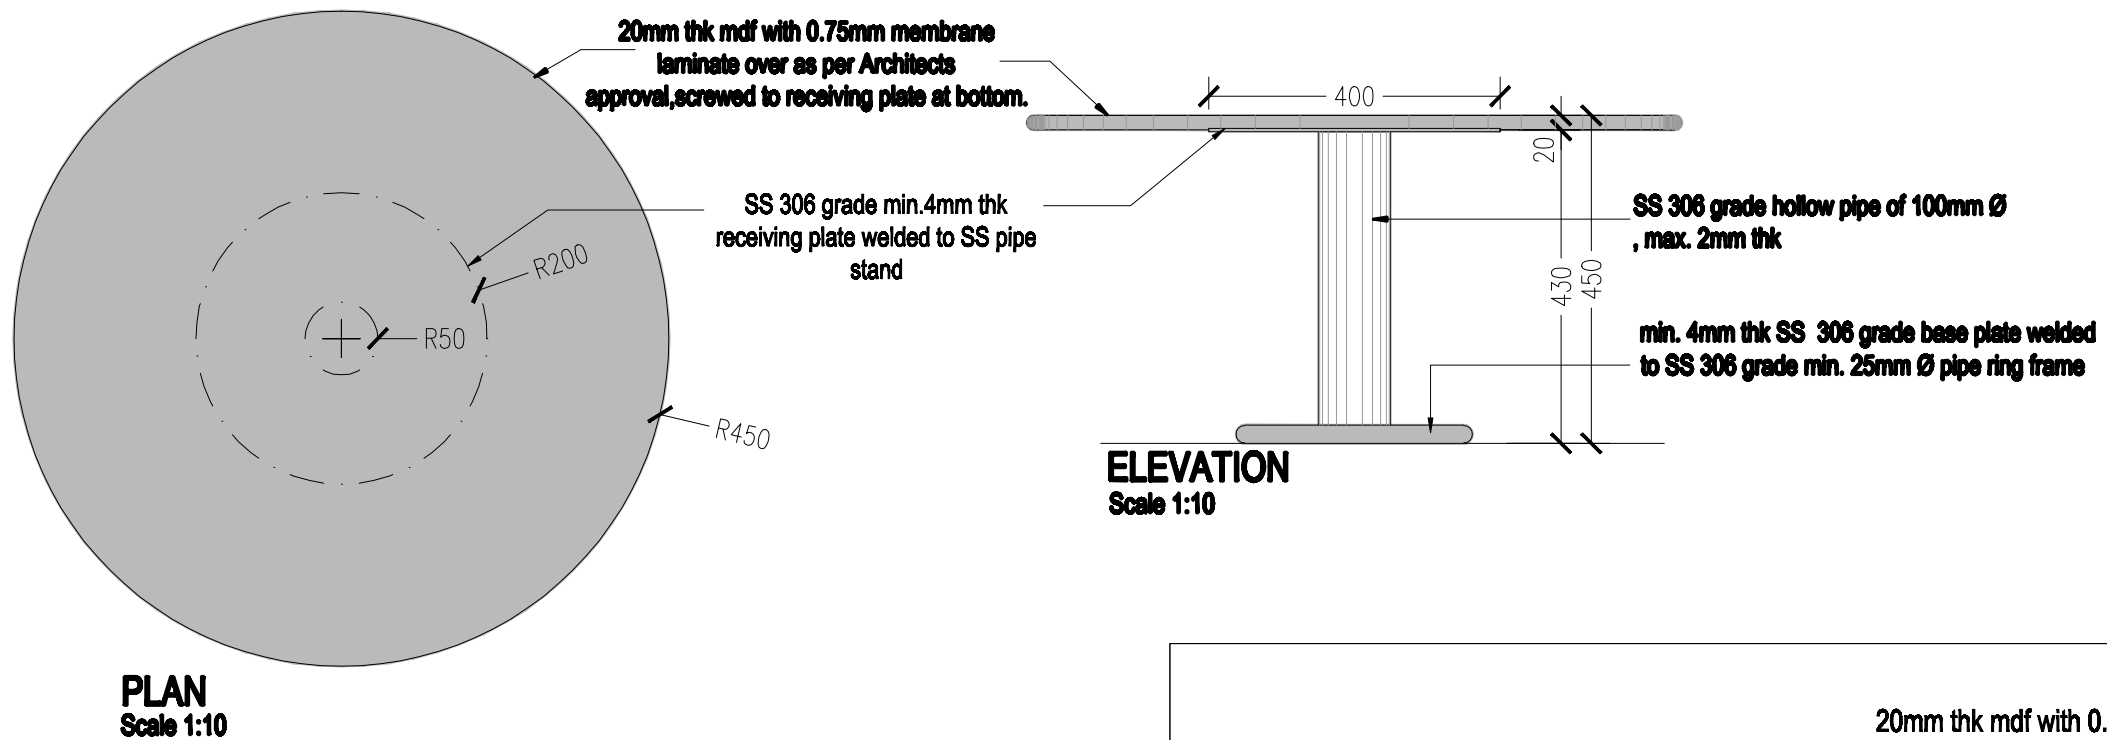 20mm thk mdf with 0.75mm membrane
laminate over as per Architects
approval,screwed to receiving plate at bottom.
400
20
SS 306 grade min.4mm thk
receiving plate welded to SS pipe
stand
SS 306 grade hollow pipe of 100mm Ø
, max. 2mm thk
R200
430
450
R50
min. 4mm thk SS 306 grade base plate welded
to SS 306 grade min. 25mm Ø pipe ring frame
R450
ELEVATION
Scale 1:10
PLAN
Scale 1:10
20mm thk mdf with 0.